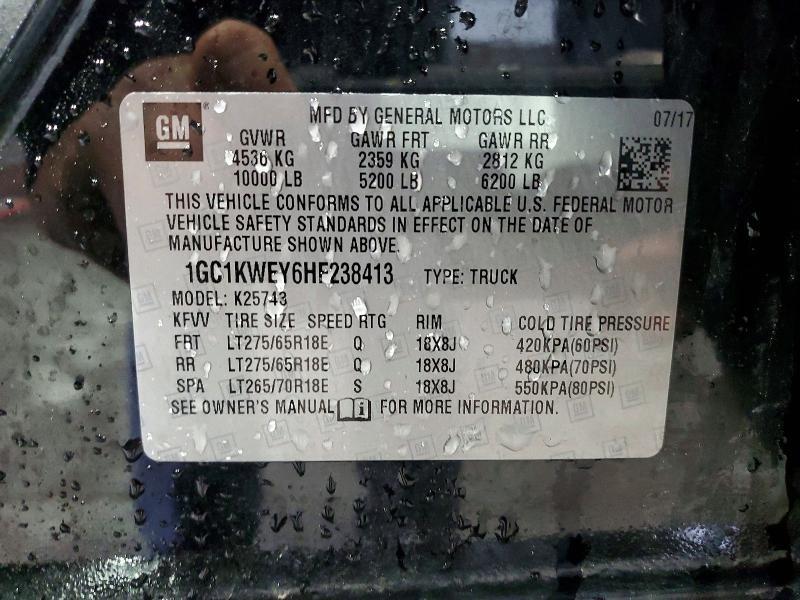 GM ® MFD BY GENERAL MOTORS LLC 07/17
GVWR GAWR FRT GAWR RR
4536 KG 2359 KG 2812 KG
10000 LB 5200 LB 6200 LB
THIS VEHICLE CONFORMS TO ALL APPLICABLE U.S. FEDERAL MOTOR
VEHICLE SAFETY STANDARDS IN EFFECT ON THE DATE OF
MANUFACTURE SHOWN ABOVE.
1GC1KWEY6HF238413 TYPE: TRUCK
MODEL: K25743
KFVV TIRE SIZE SPEED RTG RIM COLD TIRE PRESSURE
FRT LT275/65R18E Q 18X8J 420KPA(60PSI)
RR LT275/65R18E Q 18X8J 480KPA(70PSI)
SPA LT265/70R18E S 18X8J 550KPA(80PSI)
SEE OWNER'S MANUAL i FOR MORE INFORMATION.